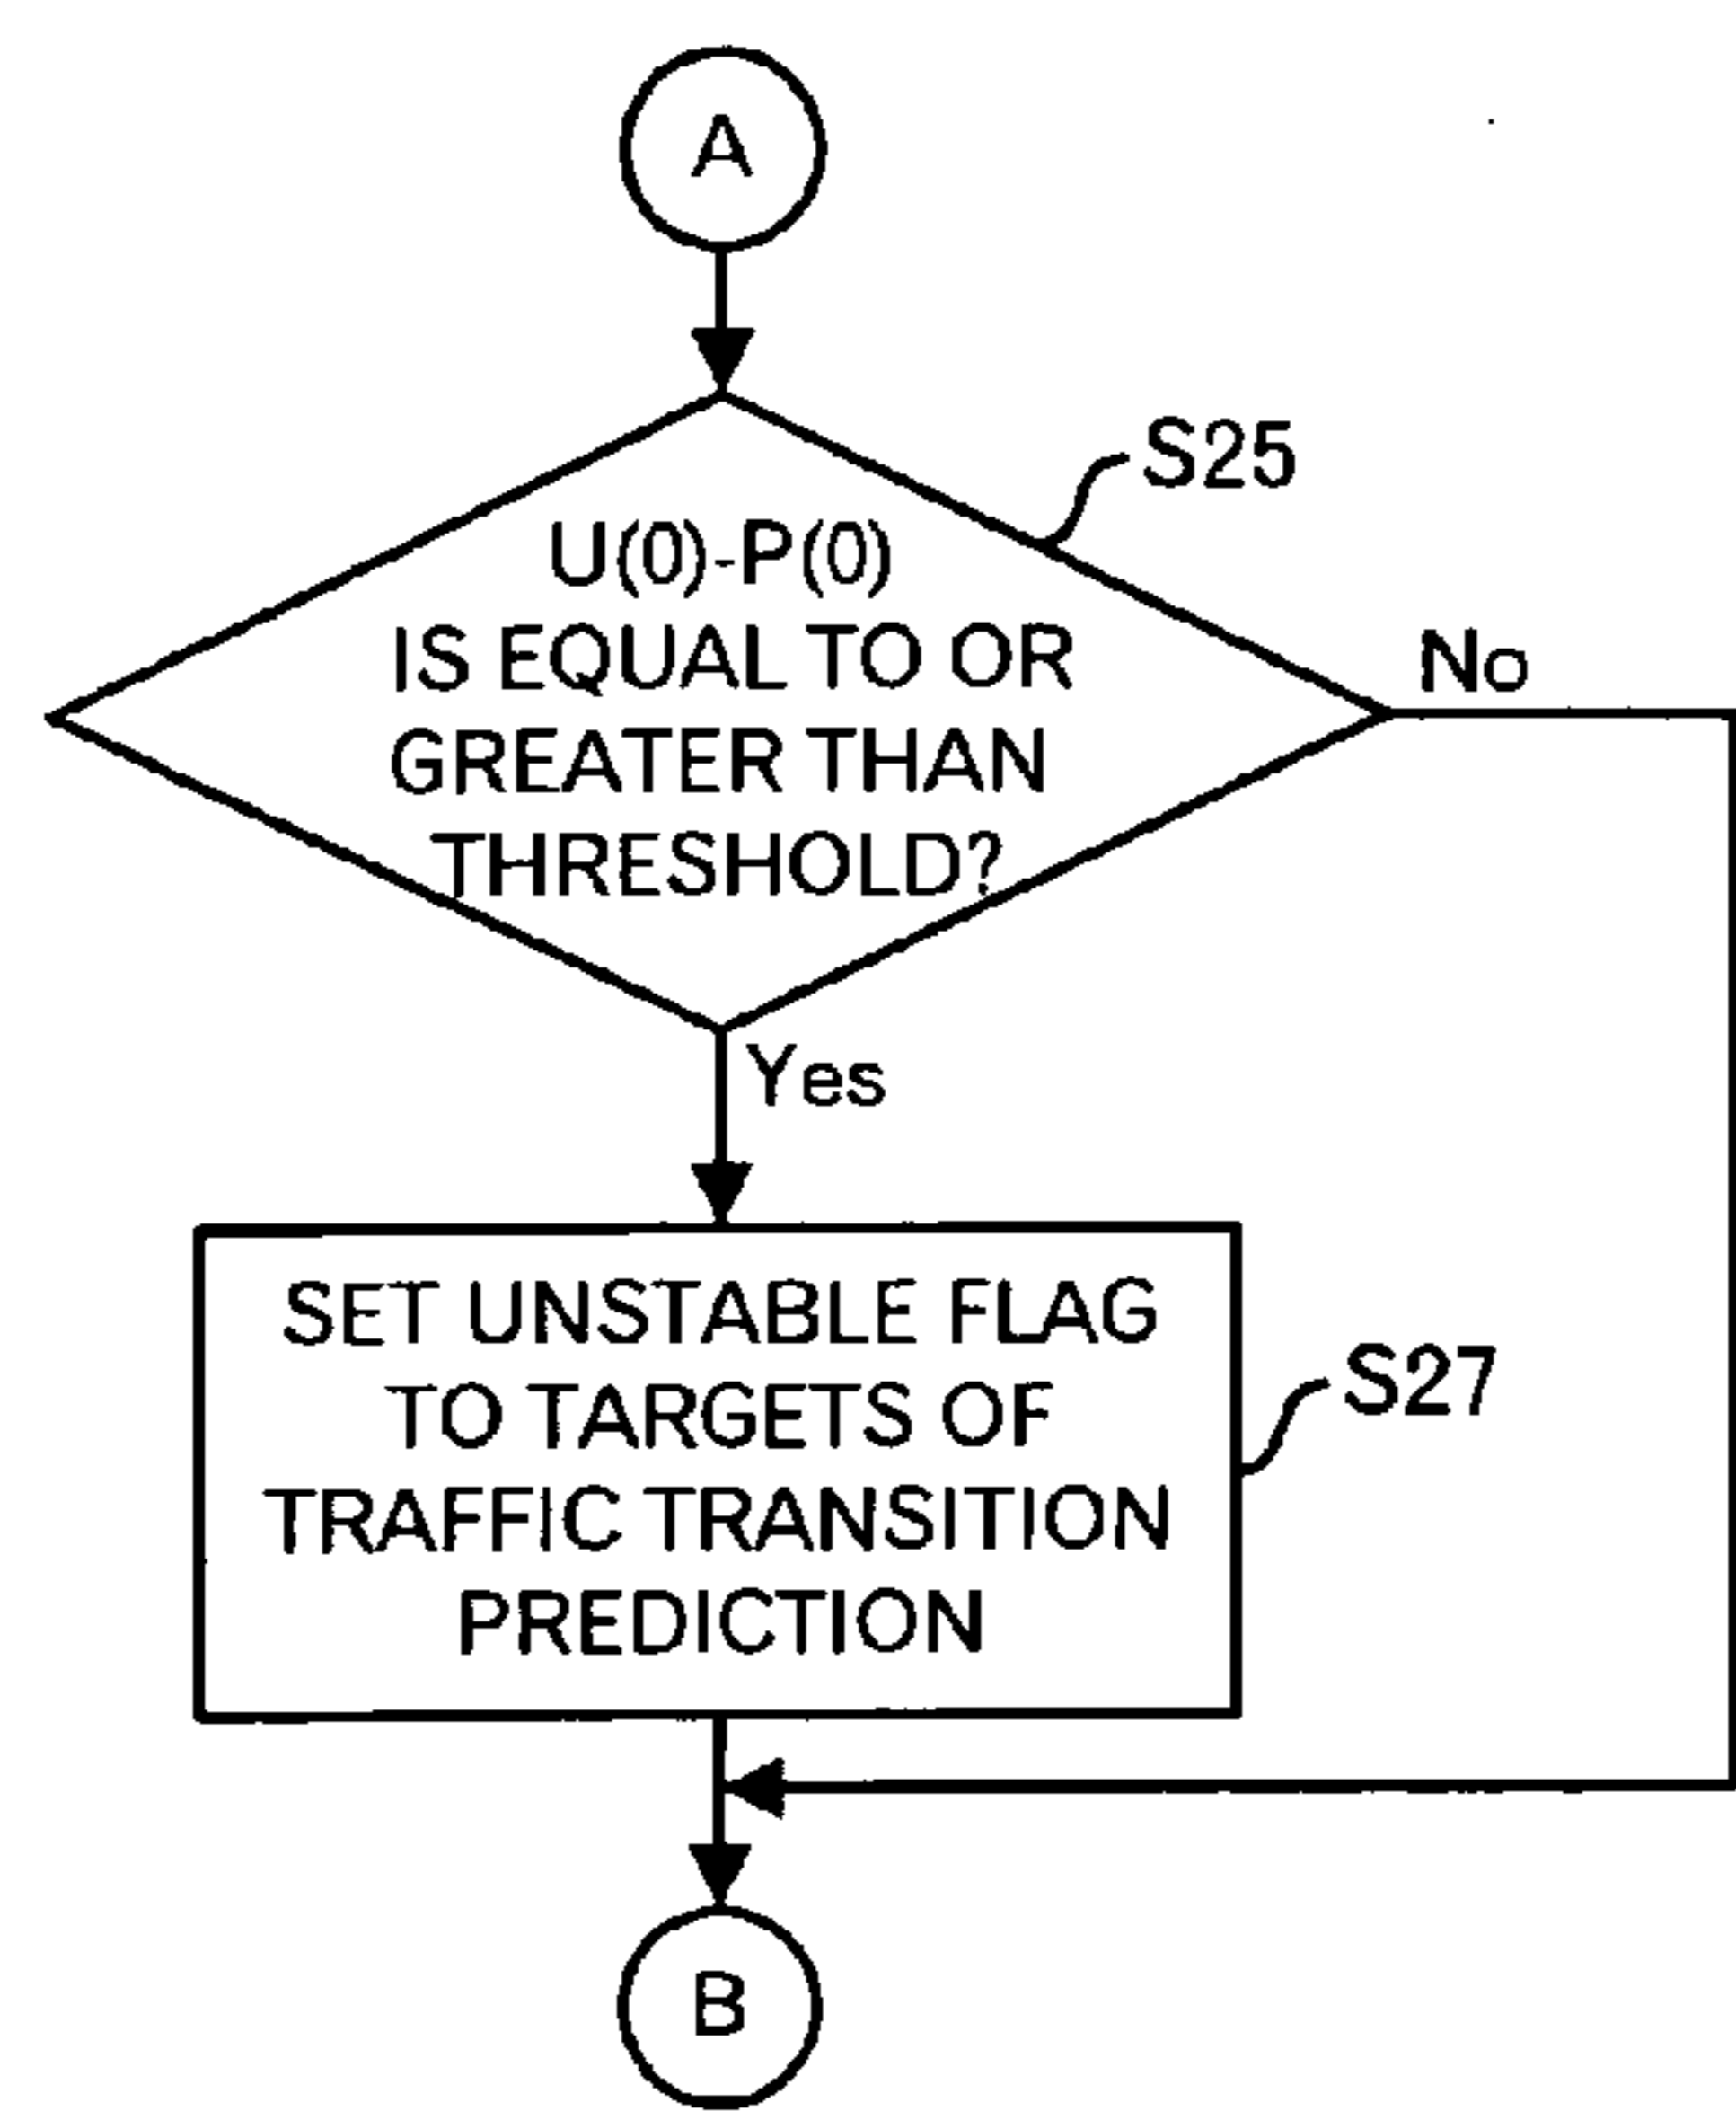 A
S25
U(0)-P(0)
IS EQUAL TO OR
GREATER THAN
THRESHOLD?
No
Yes
SET UNSTABLE FLAG
TO TARGETS OF
TRAFFIC TRANSITION
PREDICTION
S27
B